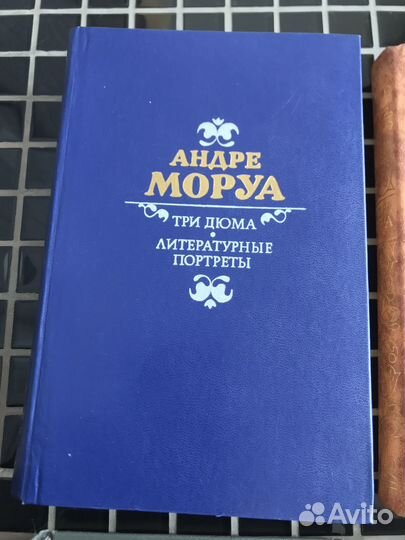 АНДРЕ
МОРУА
ТРИ ДЮМА
•
ЛИТЕРАТУРНЫЕ
ПОРТРЕТЫ
Avito